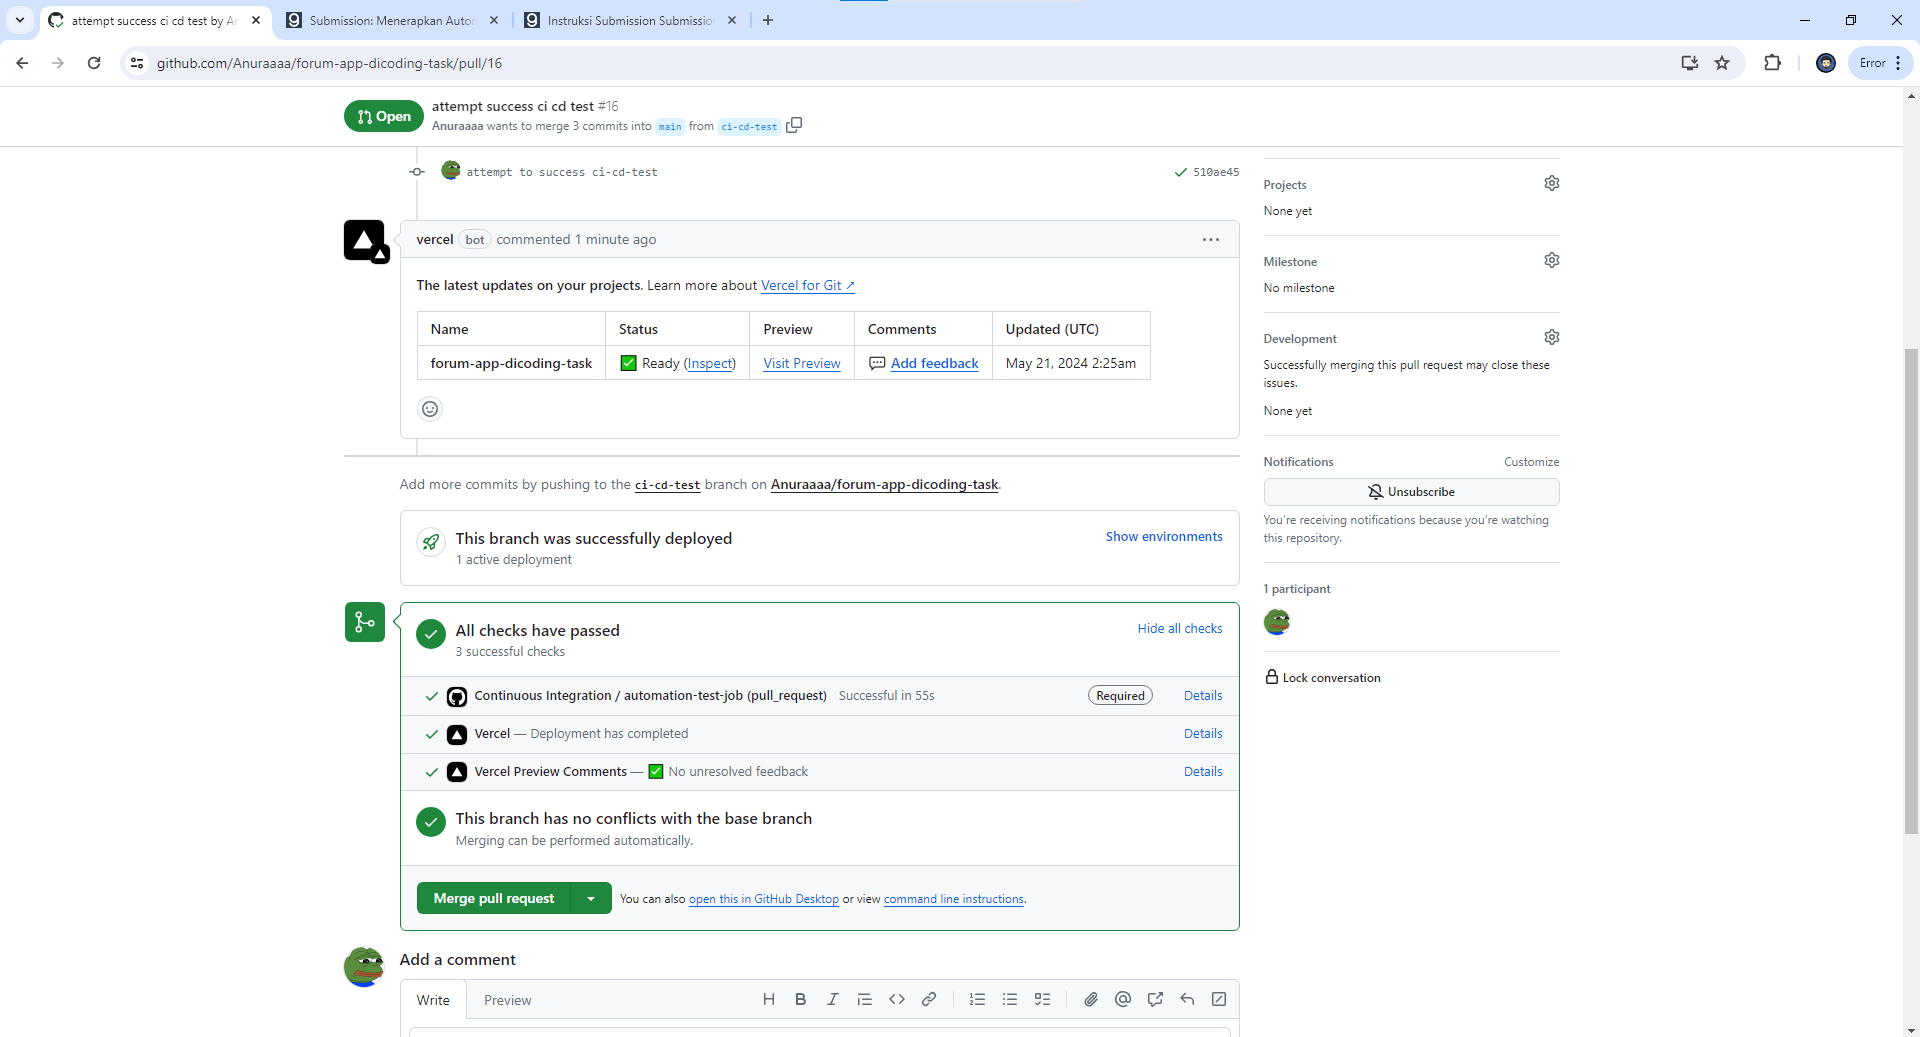 attempt success ci cd test by Ar
Submission: Menerapkan Autom
Instruksi Submission Submissio
github.com/Anuraaaa/forum-app-dicoding-task/pull/16
Error
Open
attempt success ci cd test #16
Anuraaaa wants to merge 3 commits into main from ci-cd-test
attempt to success ci-cd-test
510ae45
vercel bot commented 1 minute ago
The latest updates on your projects. Learn more about Vercel for Git ↗
Name Status Preview Comments Updated (UTC)
forum-app-dicoding-task ✅ Ready (Inspect) Visit Preview 💬 Add feedback May 21, 2024 2:25am
Add more commits by pushing to the ci-cd-test branch on Anuraaaa/forum-app-dicoding-task.
This branch was successfully deployed
1 active deployment
Show environments
All checks have passed
3 successful checks
Hide all checks
Continuous Integration / automation-test-job (pull_request) Successful in 55s Required Details
Vercel — Deployment has completed Details
Vercel Preview Comments — ✅ No unresolved feedback Details
This branch has no conflicts with the base branch
Merging can be performed automatically.
Merge pull request
You can also open this in GitHub Desktop or view command line instructions.
Add a comment
Write Preview
Projects
None yet
Milestone
No milestone
Development
Successfully merging this pull request may close these
issues.
None yet
Notifications Customize
Unsubscribe
You're receiving notifications because you're watching
this repository.
1 participant
Lock conversation